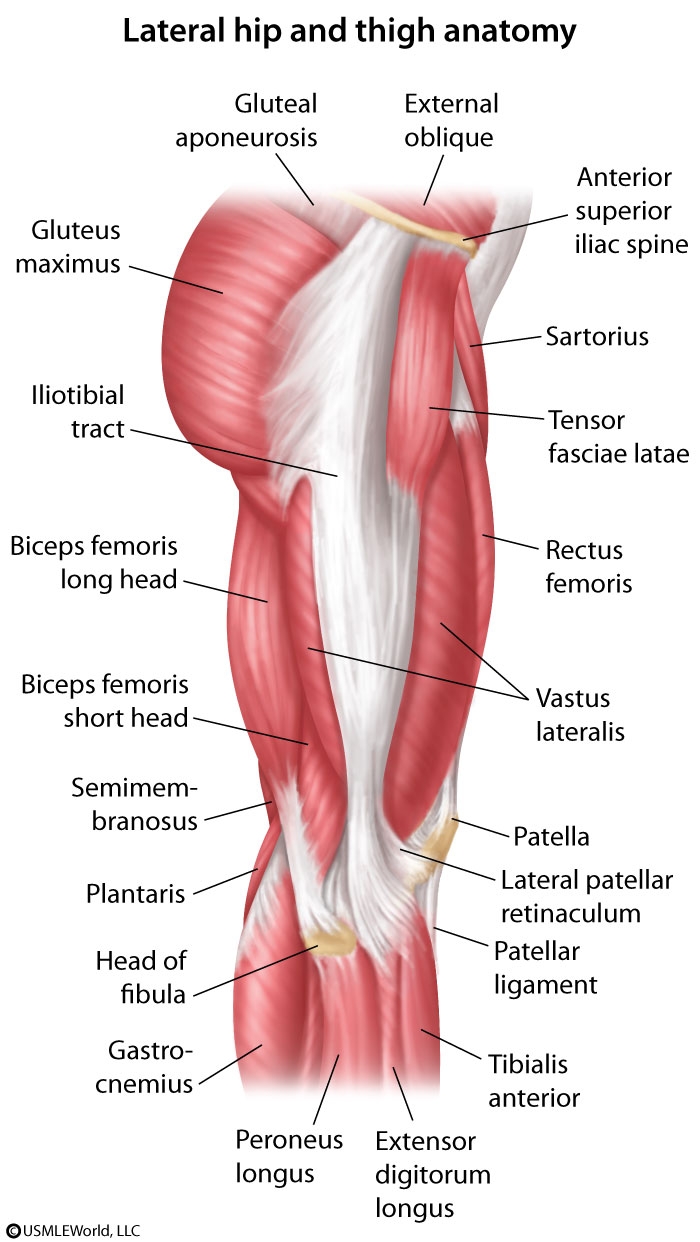 Lateral hip and thigh anatomy
Gluteal
aponeurosis
External
oblique
Anterior
superior
iliac spine
Gluteus
maximus
Sartorius
Iliotibial
tract
Tensor
fasciae latae
Biceps femoris
long head
Rectus
femoris
Biceps femoris
short head
Vastus
lateralis
Semimem-
branosus
Patella
Plantaris
Lateral patellar
retinaculum
Patellar
ligament
Head of
fibula
Gastro-
cnemius
Tibialis
anterior
Peroneus
longus
Extensor
digitorum
longus
©USMLEWorld, LLC